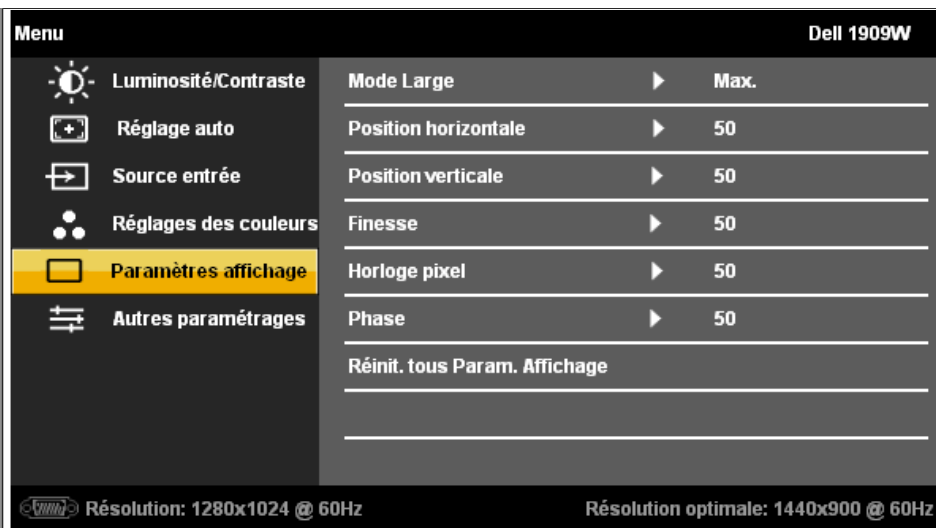 Menu Dell 1909W
Luminosité/Contraste Mode Large Max.
Réglage auto Position horizontale 50
Source entrée Position verticale 50
Réglages des couleurs Finesse 50
Paramètres affichage Horloge pixel 50
Autres paramétrages Phase 50
Réinit. tous Param. Affichage
Résolution: 1280x1024 @ 60Hz Résolution optimale: 1440x900 @ 60Hz